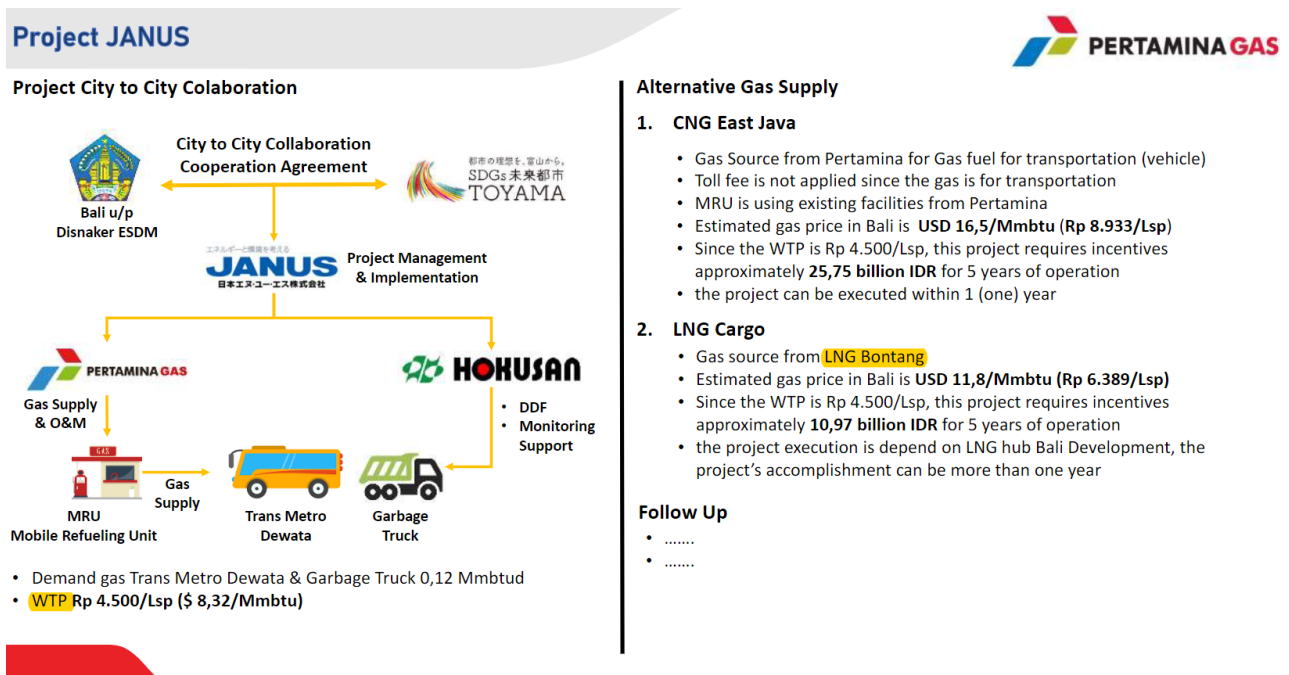 Project JANUS
PERTAMINA GAS
Project City to City Colaboration
City to City Collaboration
Cooperation Agreement
Bali u/p
Disnaker ESDM
都市の理想を、富山から。
SDGs未来都市
TOYAMA
エネルギーと環境を考える
JANUS
日本エヌ・ユー・エス株式会社
Project Management
& Implementation
PERTAMINA GAS
Gas Supply
& O&M
HOKUSAN
• DDF
• Monitoring
Support
GAS
Gas
Supply
MRU
Mobile Refueling Unit
Trans Metro
Dewata
Garbage
Truck
• Demand gas Trans Metro Dewata & Garbage Truck 0,12 Mmbtud
• WTP Rp 4.500/Lsp ($ 8,32/Mmbtu)
Alternative Gas Supply
1. CNG East Java
• Gas Source from Pertamina for Gas fuel for transportation (vehicle)
• Toll fee is not applied since the gas is for transportation
• MRU is using existing facilities from Pertamina
• Estimated gas price in Bali is USD 16,5/Mmbtu (Rp 8.933/Lsp)
• Since the WTP is Rp 4.500/Lsp, this project requires incentives
approximately 25,75 billion IDR for 5 years of operation
• the project can be executed within 1 (one) year
2. LNG Cargo
• Gas source from LNG Bontang
• Estimated gas price in Bali is USD 11,8/Mmbtu (Rp 6.389/Lsp)
• Since the WTP is Rp 4.500/Lsp, this project requires incentives
approximately 10,97 billion IDR for 5 years of operation
• the project execution is depend on LNG hub Bali Development, the
project's accomplishment can be more than one year
Follow Up
• .......
• .......